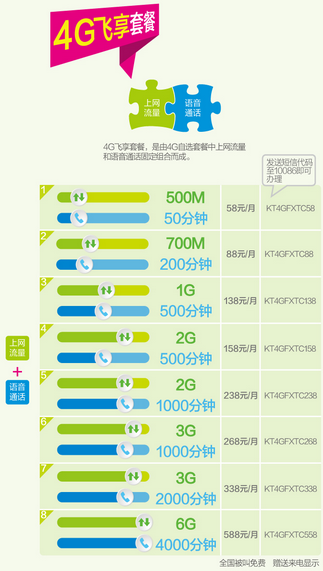 4G飞享套餐
上网
流量
语音
通话
4G飞享套餐，是由4G自选套餐中上网流量
和语音通话固定组合而成。
发送短信代码
至10086即可
办理
1
500M
50分钟
58元/月
KT4GFXTC58
2
700M
200分钟
88元/月
KT4GFXTC88
3
1G
500分钟
138元/月
KT4GFXTC138
4
2G
500分钟
158元/月
KT4GFXTC158
上网
流量
+
语音
通话
5
2G
1000分钟
238元/月
KT4GFXTC238
6
3G
1000分钟
268元/月
KT4GFXTC268
7
3G
2000分钟
338元/月
KT4GFXTC338
8
6G
4000分钟
588元/月
KT4GFXTC558
全国被叫免费 赠送来电显示